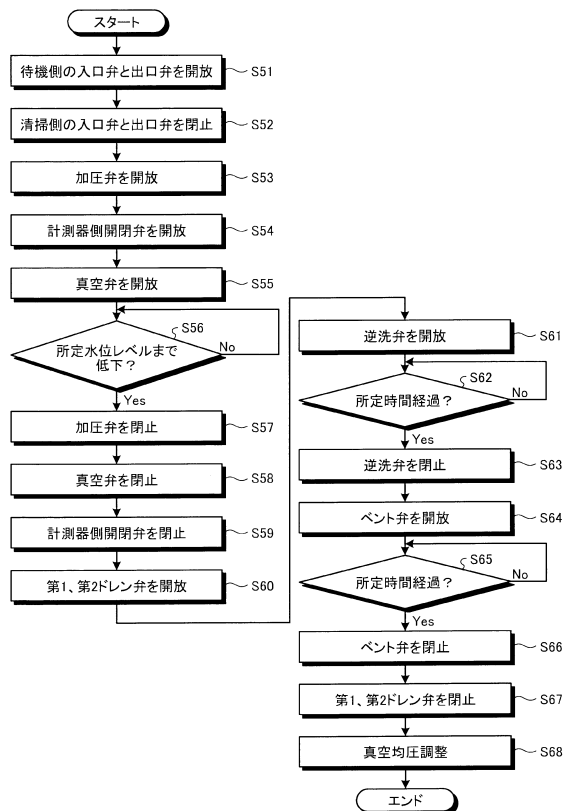 スタート
待機側の入口弁と出口弁を開放 S51
清掃側の入口弁と出口弁を閉止 S52
加圧弁を開放 S53
計測器側開閉弁を開放 S54
真空弁を開放 S55
S56
所定水位レベルまで
低下？
No
Yes
加圧弁を閉止 S57
真空弁を閉止 S58
計測器側開閉弁を閉止 S59
第1、第2ドレン弁を開放 S60
逆洗弁を開放 S61
S62
所定時間経過？
No
Yes
逆洗弁を閉止 S63
ベント弁を開放 S64
S65
所定時間経過？
No
Yes
ベント弁を閉止 S66
第1、第2ドレン弁を閉止 S67
真空均圧調整 S68
エンド